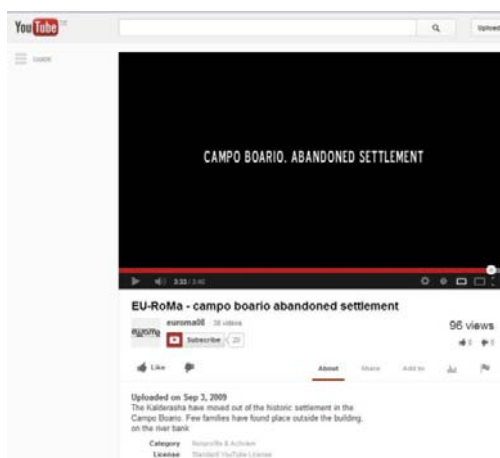 YouTube
Upload
GUIDE
CAMPO BOARIO. ABANDONED SETTLEMENT
3:33 / 3:40
EU-RoMa - campo boario abandoned settlement
euroma08 38 videos
Subscribe 20
96 views
Like
About Share Add to
Uploaded on Sep 3, 2009
The Kalderasha have moved out of the historic settlement in the
Campo Boario. Few families have found place outside the building,
on the river bank
Category Nonprofits & Activism
License Standard YouTube License